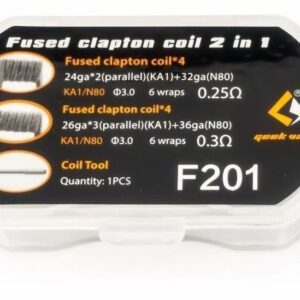 Fused clapton coil 2 in 1
Fused clapton coil*4
24ga*2(parallel)(KA1)+32ga(N80)
KA1/N80 Φ3.0 6 wraps 0.25Ω
Fused clapton coil*4
26ga*3(parallel)(KA1)+36ga(N80)
KA1/N80 Φ3.0 6 wraps 0.3Ω
Coil Tool
Quantity: 1PCS
F201